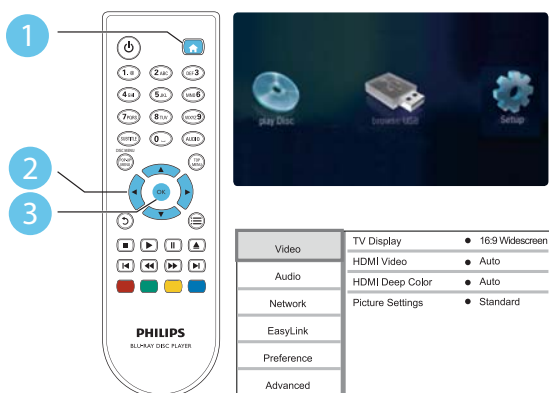 1
2
3
1.@
2 ABC
DEF 3
4 GHI
5 JKL
MNO 6
7 PQRS
8 TUV
WXYZ 9
SUBTITLE
0
AUDIO
DISC MENU
POP-UP MENU
TOP MENU
OK
PHILIPS
BLU-RAY DISC PLAYER
play Disc
browse USB
Setup
Video
Audio
Network
EasyLink
Preference
Advanced
TV Display ● 16:9 Widescreen
HDMI Video ● Auto
HDMI Deep Color ● Auto
Picture Settings ● Standard